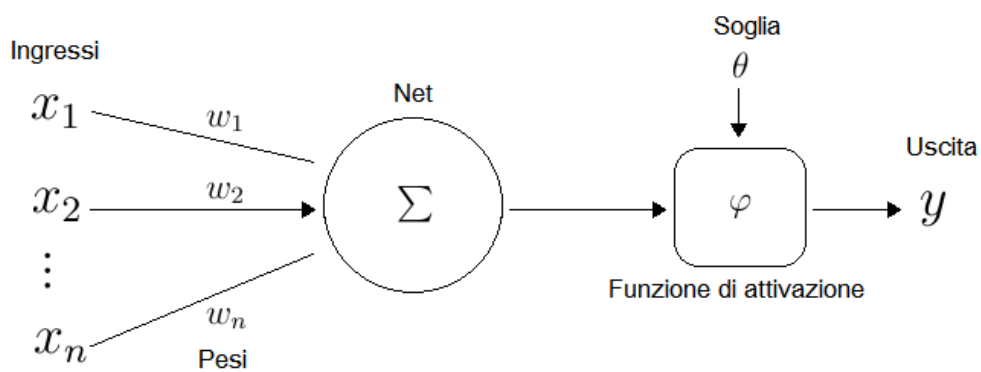 Ingressi
x₁
x₂
⋮
xₙ
w₁
w₂
wₙ
Pesi
Net
Σ
Soglia
θ
φ
Funzione di attivazione
Uscita
y